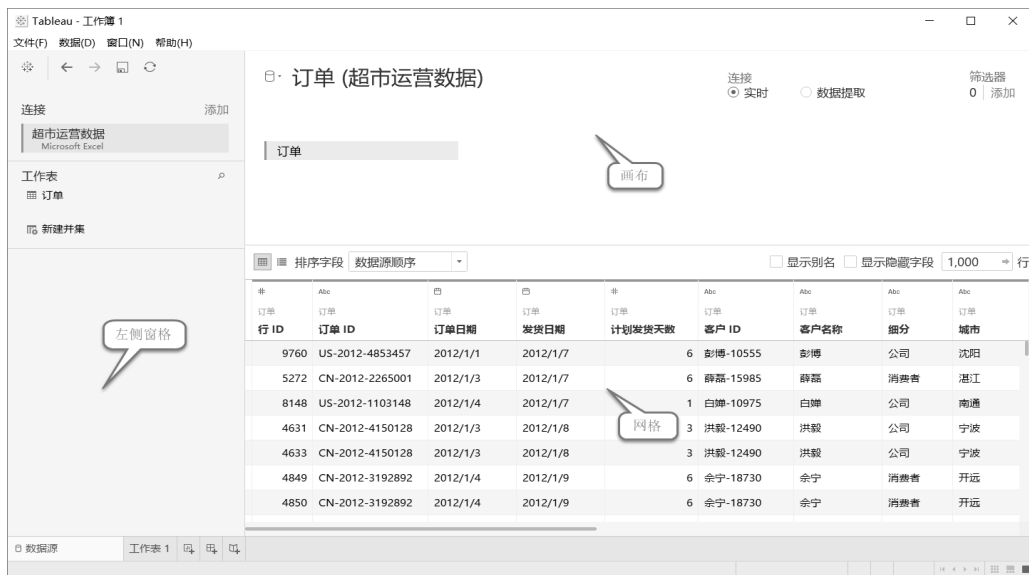 Tableau - 工作簿 1
文件(F) 数据(D) 窗口(N) 帮助(H)
连接 添加
超市运营数据
Microsoft Excel
工作表
订单
新建并集
订单 (超市运营数据)
连接
实时 数据提取
筛选器
0 添加
订单
画布
左侧窗格
排序字段 数据源顺序 显示别名 显示隐藏字段 1,000 行
# Abc # Abc Abc Abc Abc
订单 订单 订单 订单 订单 订单 订单 订单 订单
行 ID 订单 ID 订单日期 发货日期 计划发货天数 客户 ID 客户名称 细分 城市
9760 US-2012-4853457 2012/1/1 2012/1/7 6 彭博-10555 彭博 公司 沈阳
5272 CN-2012-2265001 2012/1/3 2012/1/7 6 薛磊-15985 薛磊 消费者 湛江
8148 US-2012-1103148 2012/1/4 2012/1/7 1 白婵-10975 白婵 公司 南通
4631 CN-2012-4150128 2012/1/3 2012/1/8 3 洪毅-12490 洪毅 公司 宁波
网格
4633 CN-2012-4150128 2012/1/3 2012/1/8 3 洪毅-12490 洪毅 公司 宁波
4849 CN-2012-3192892 2012/1/4 2012/1/9 6 余宁-18730 余宁 消费者 开远
4850 CN-2012-3192892 2012/1/4 2012/1/9 6 余宁-18730 余宁 消费者 开远
数据源 工作表 1